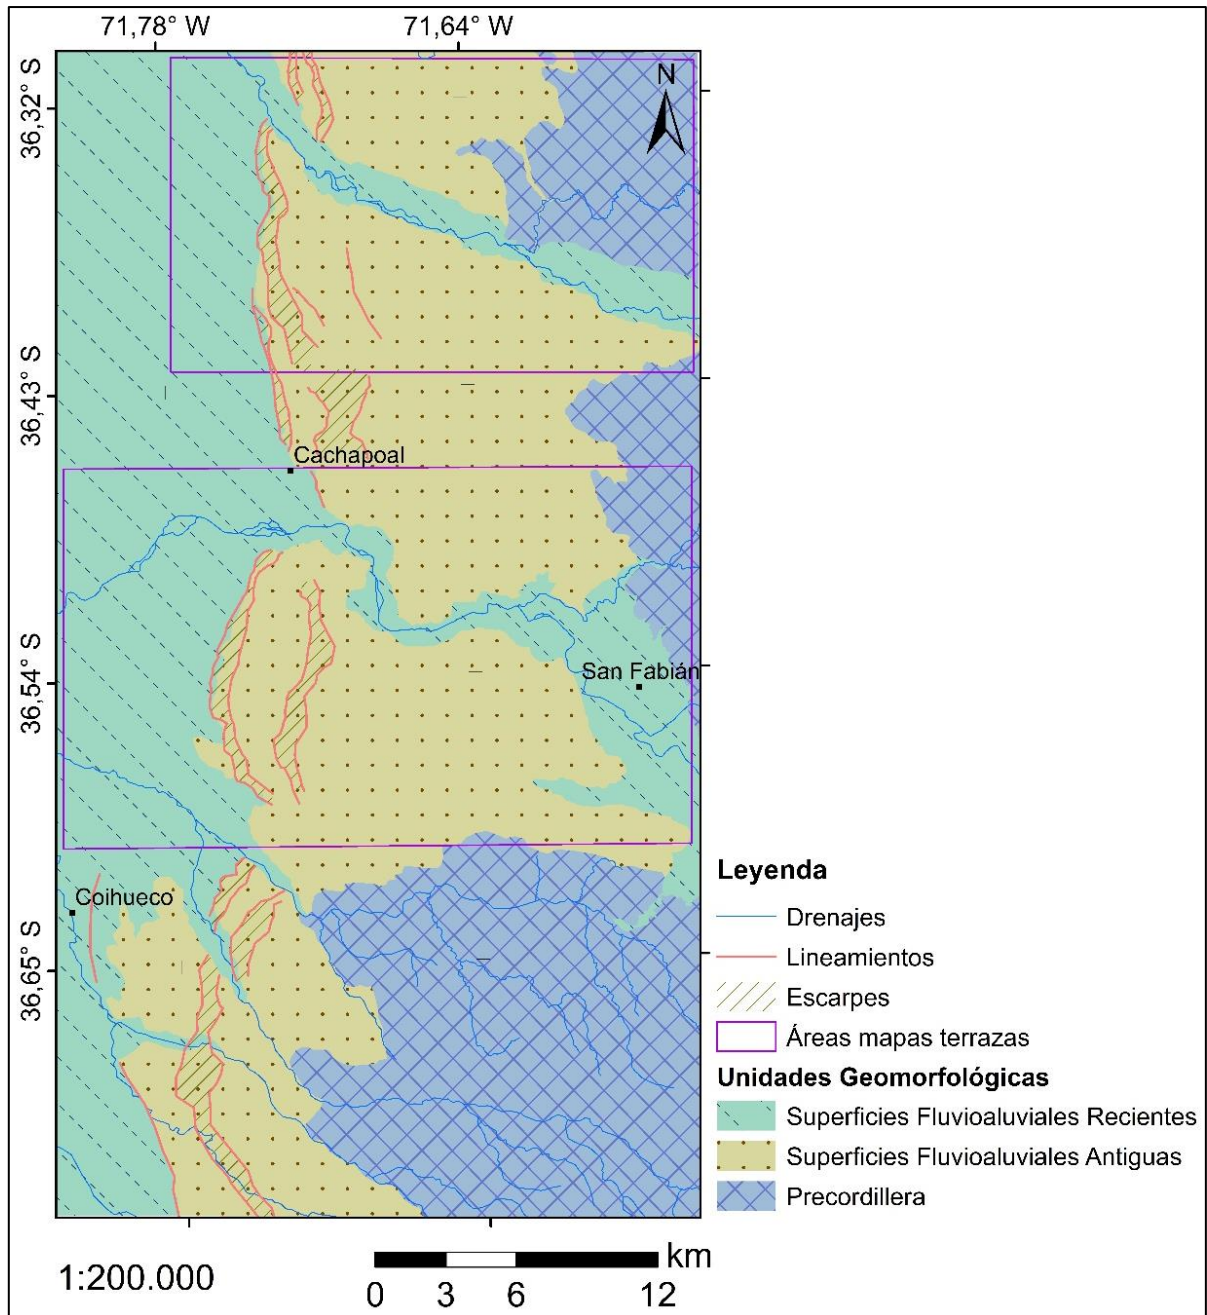 71,78° W
71,64° W
36,32° S
N
36,43° S
Cachapoal
36,54° S
San Fabián
Coihueco
36,65° S
Leyenda
Drenajes
Lineamientos
Escarpes
Áreas mapas terrazas
Unidades Geomorfológicas
Superficies Fluvioaluviales Recientes
Superficies Fluvioaluviales Antiguas
Precordillera
1:200.000
km
0 3 6 12